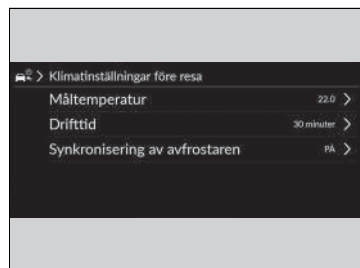 Klimatinställningar före resa
Måltemperatur 22.0
Drifttid 30 minuter
Synkronisering av avfrostaren PÅ